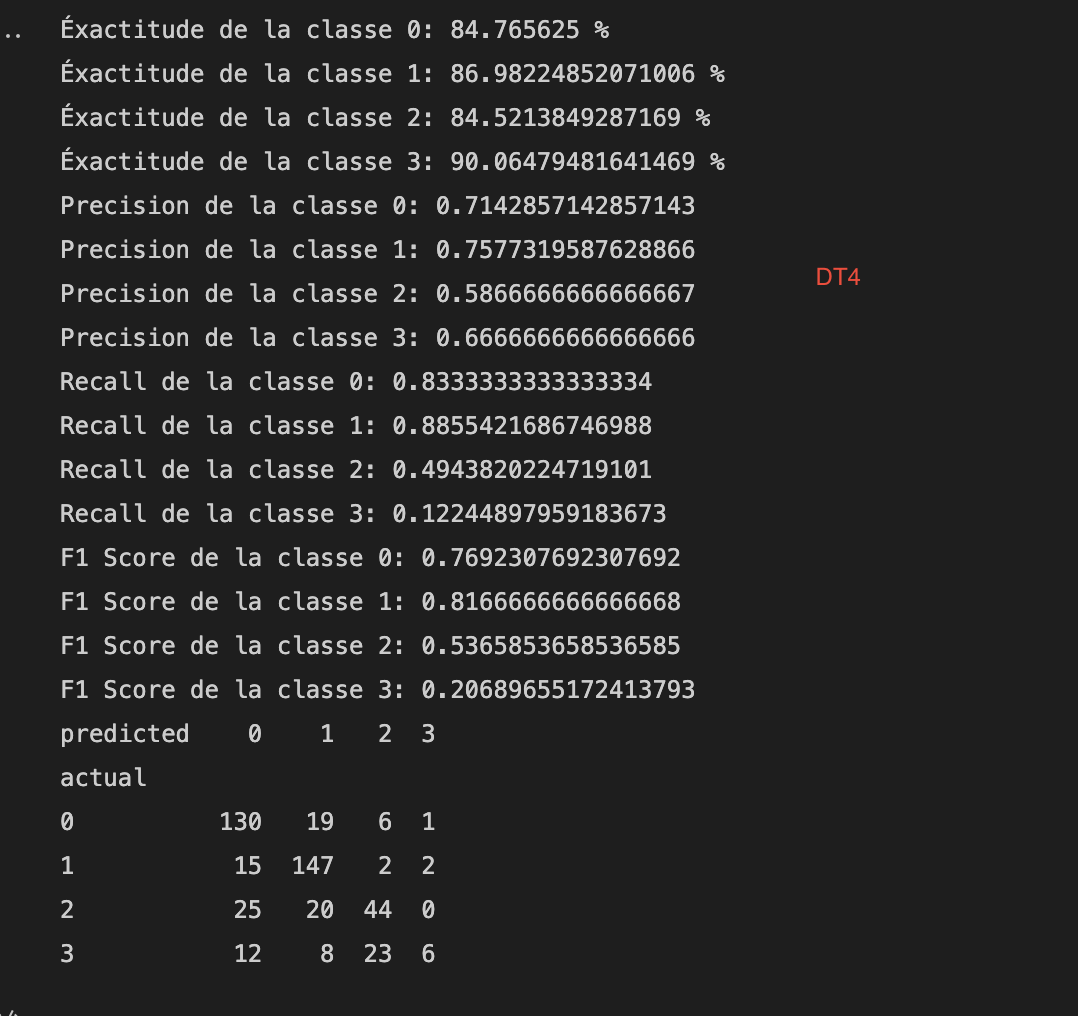 .. Éxactitude de la classe 0: 84.765625 %
Éxactitude de la classe 1: 86.98224852071006 %
Éxactitude de la classe 2: 84.5213849287169 %
Éxactitude de la classe 3: 90.06479481641469 %
Precision de la classe 0: 0.7142857142857143
Precision de la classe 1: 0.7577319587628866
DT4
Precision de la classe 2: 0.5866666666666667
Precision de la classe 3: 0.6666666666666666
Recall de la classe 0: 0.8333333333333334
Recall de la classe 1: 0.8855421686746988
Recall de la classe 2: 0.4943820224719101
Recall de la classe 3: 0.12244897959183673
F1 Score de la classe 0: 0.7692307692307692
F1 Score de la classe 1: 0.8166666666666668
F1 Score de la classe 2: 0.5365853658536585
F1 Score de la classe 3: 0.20689655172413793
predicted 0 1 2 3
actual
0 130 19 6 1
1 15 147 2 2
2 25 20 44 0
3 12 8 23 6